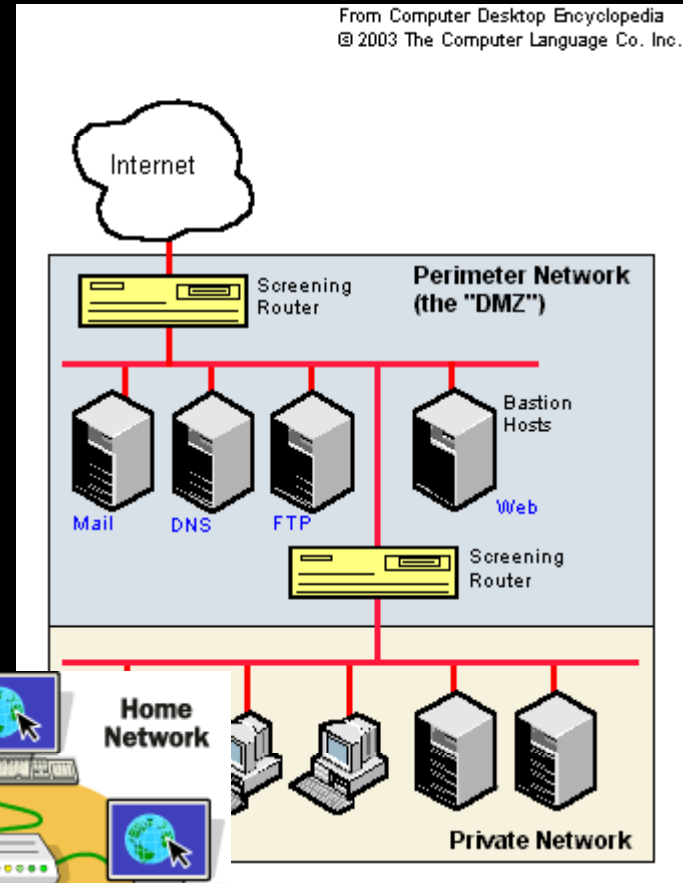 From Computer Desktop Encyclopedia
© 2003 The Computer Language Co. Inc.
Internet
Screening
Router
Perimeter Network
(the "DMZ")
Bastion
Hosts
Mail
DNS
FTP
Web
Screening
Router
Home
Network
Private Network